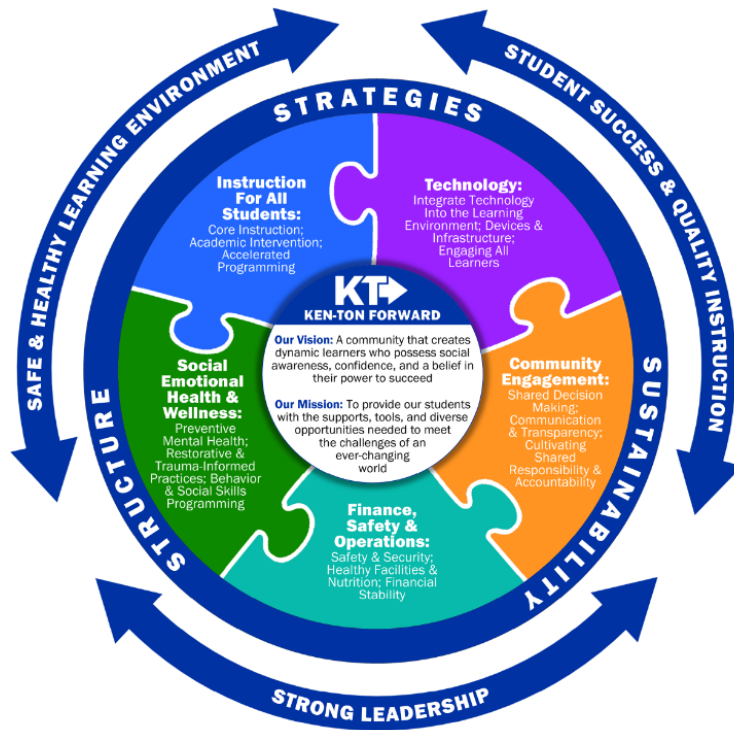 SAFE & HEALTHY LEARNING ENVIRONMENT
STUDENT SUCCESS & QUALITY INSTRUCTION
STRATEGIES
Instruction
For All
Students:
Core Instruction;
Academic Intervention;
Accelerated
Programming
Technology:
Integrate Technology
Into the Learning
Environment; Devices &
Infrastructure;
Engaging All
Learners
KT
KEN-TON FORWARD
Our Vision: A community that creates
dynamic learners who possess social
awareness, confidence, and a belief in
their power to succeed
Our Mission: To provide our students
with the supports, tools, and diverse
opportunities needed to meet
the challenges of an
ever-changing
world
Social
Emotional
Health &
Wellness:
Preventive
Mental Health;
Restorative &
Trauma-Informed
Practices; Behavior
& Social Skills
Programming
Community
Engagement:
Shared Decision
Making;
Communication
& Transparency;
Cultivating
Shared
Responsibility &
Accountability
Finance,
Safety &
Operations:
Safety & Security;
Healthy Facilities &
Nutrition; Financial
Stability
STRUCTURE
SUSTAINABILITY
STRONG LEADERSHIP